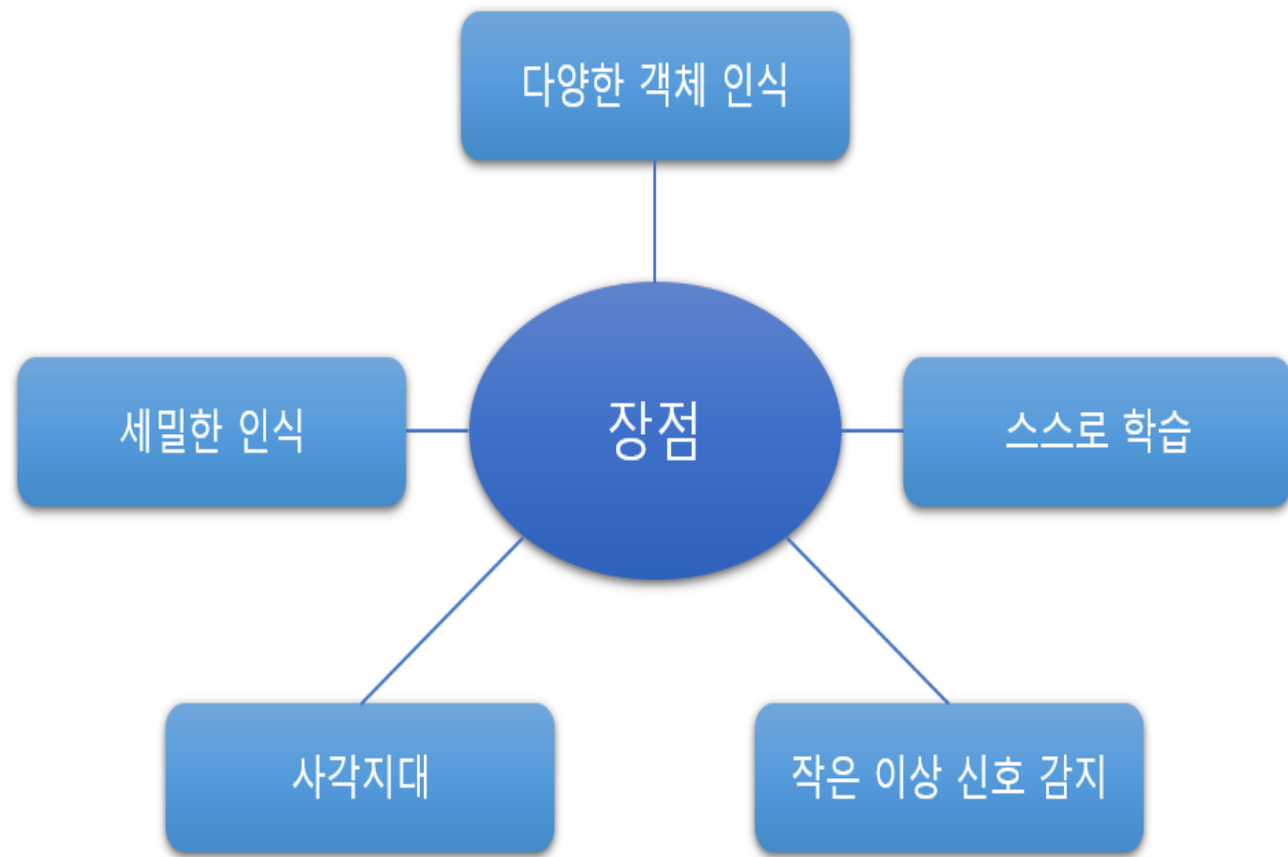 다양한 객체 인식
세밀한 인식
장점
스스로 학습
사각지대
작은 이상 신호 감지